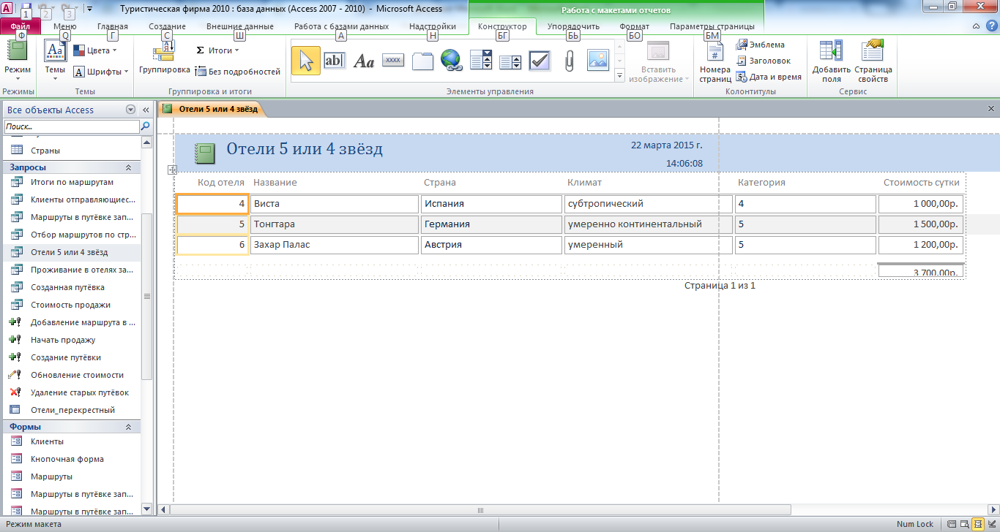 Туристическая фирма 2010 : база данных (Access 2007 - 2010) - Microsoft Access
Работа с макетами отчетов
1 2 3
Файл Меню Главная Создание Внешние данные Работа с базами данных Надстройки Конструктор Упорядочить Формат Параметры страницы
Ф Q Г С Ш А Н БГ БЬ БО БМ
Режим
Темы
Цвета
Шрифты
Группировка
Σ Итоги
Без подробностей
ab|
Aa
XXXX
Вставить
изображение
Номера
страниц
Эмблема
Заголовок
Дата и время
Добавить
поля
Страница
свойств
Режимы Темы Группировка и итоги Элементы управления Колонтитулы Сервис
Все объекты Access
Поиск...
Страны
Запросы
Итоги по маршрутам
Клиенты отправляющиес...
Маршруты в путёвке зап...
Отбор маршрутов по стр...
Отели 5 или 4 звёзд
Проживание в отелях за...
Созданная путёвка
Стоимость продажи
Добавление маршрута в ...
Начать продажу
Создание путёвки
Обновление стоимости
Удаление старых путёвок
Отели_перекрестный
Формы
Клиенты
Кнопочная форма
Маршруты
Маршруты в путёвке зап...
Маршруты в путёвке зап...
Отели 5 или 4 звёзд
Отели 5 или 4 звёзд
22 марта 2015 г.
14:06:08
Код отеля Название Страна Климат Категория Стоимость сутки
4 Виста Испания субтропический 4 1 000,00р.
5 Тонгтара Германия умеренно континентальный 5 1 500,00р.
6 Захар Палас Австрия умеренный 5 1 200,00р.
3 700,00р.
Страница 1 из 1
Режим макета
Num Lock